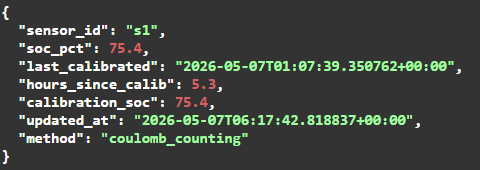 {
  "sensor_id": "s1",
  "soc_pct": 75.4,
  "last_calibrated": "2026-05-07T01:07:39.350762+00:00",
  "hours_since_calib": 5.3,
  "calibration_soc": 75.4,
  "updated_at": "2026-05-07T06:17:42.818837+00:00",
  "method": "coulomb_counting"
}